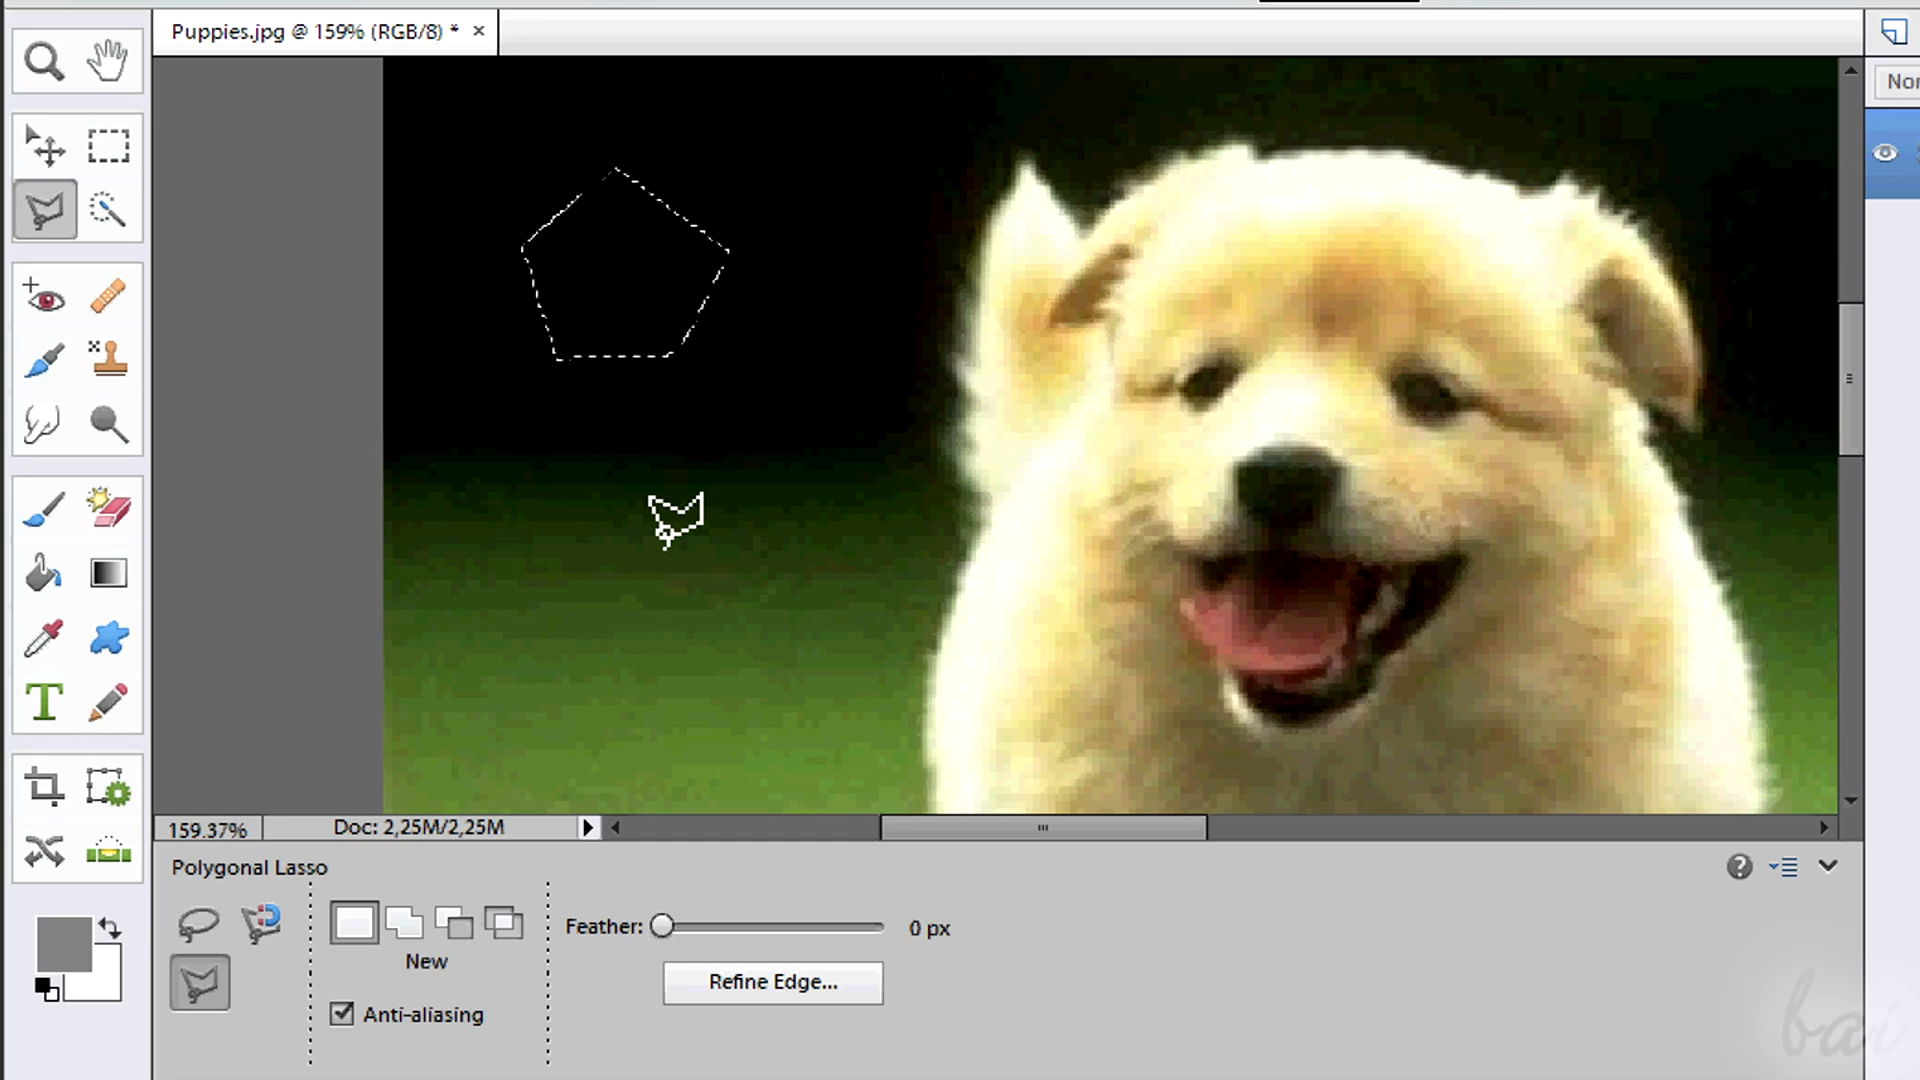 Puppies.jpg @ 159% (RGB/8) * ×
Nor
T
159.37%
Doc: 2,25M/2,25M
Polygonal Lasso
Feather:
0 px
New
Refine Edge...
Anti-aliasing
bai